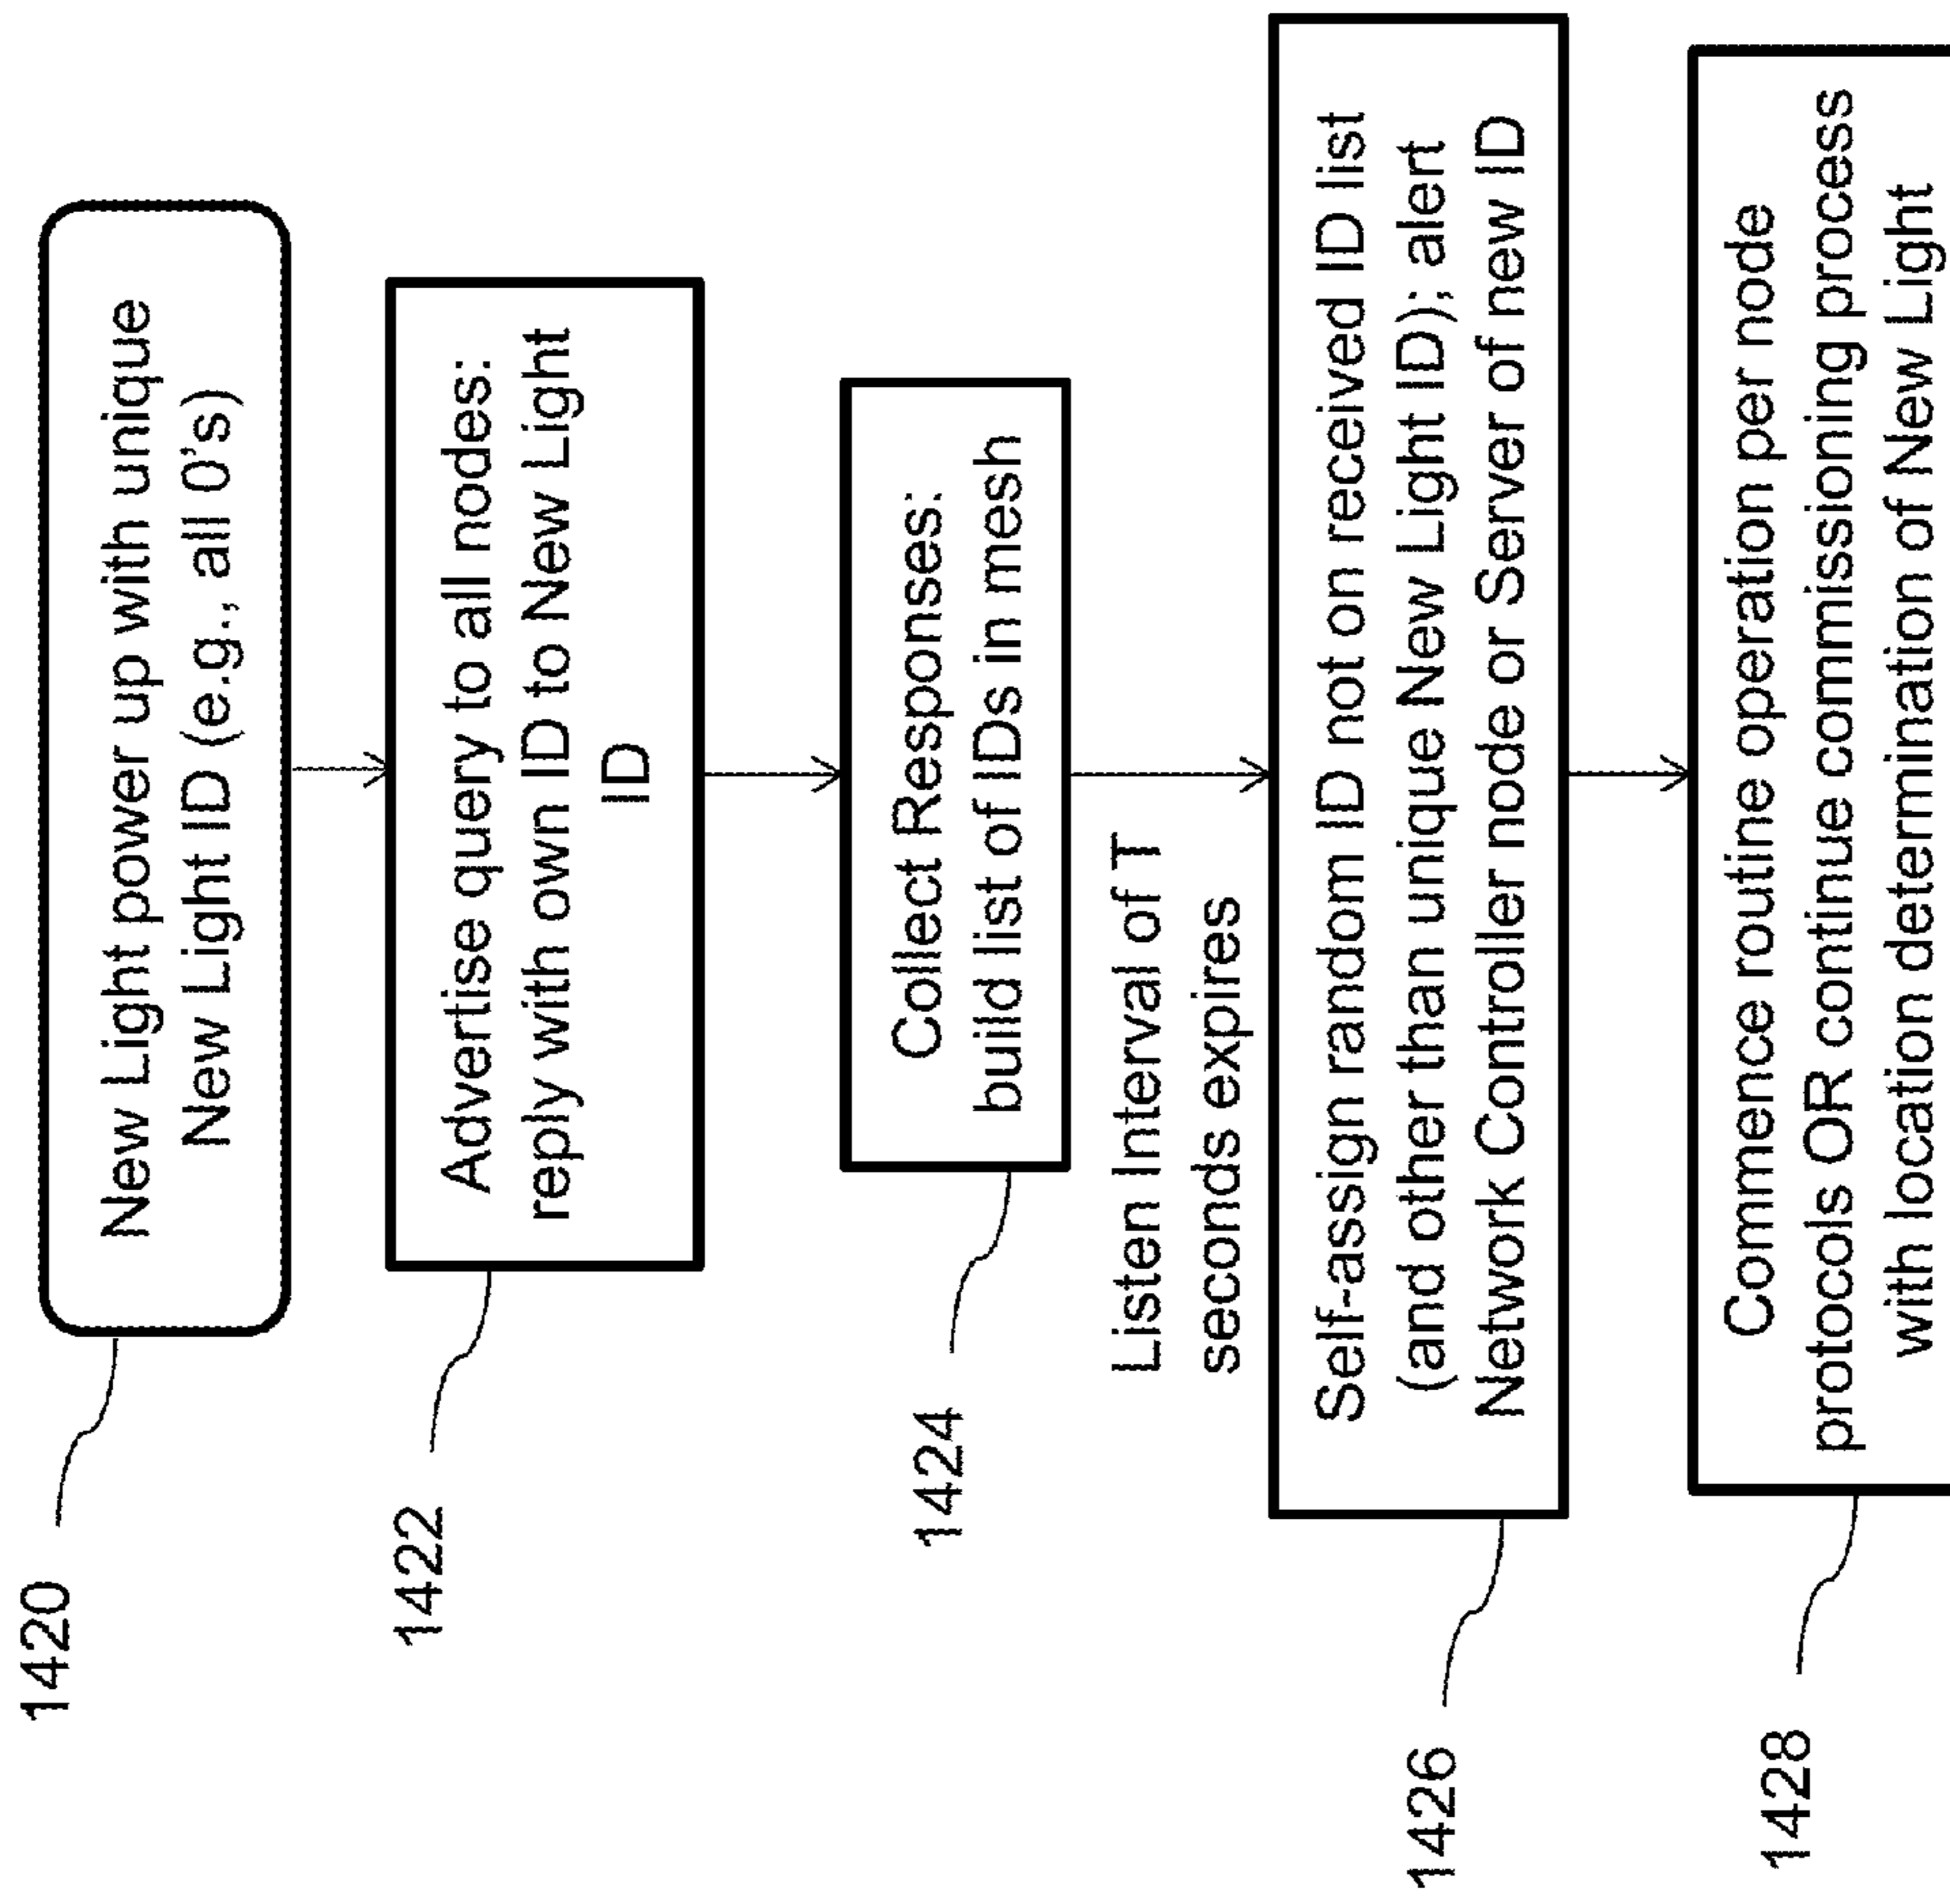 1420
New Light power up with unique
New Light ID (e.g., all 0's)
1422
Advertise query to all nodes:
reply with own ID to New Light
ID
1424
Collect Responses:
build list of IDs in mesh
Listen Interval of T
seconds expires
1426
Self-assign random ID not on received ID list
(and other than unique New Light ID); alert
Network Controller node or Server of new ID
1428
Commence routine operation per node
protocols OR continue commissioning process
with location determination of New Light